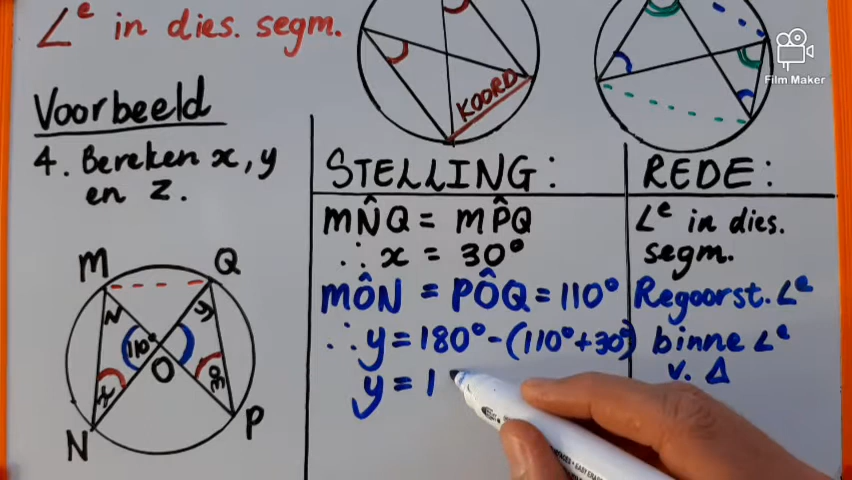 ∠ᵉ in dies. segm.
KOORD
Film Maker
Voorbeeld
4. Bereken x, y
en z.
M
Q
z
y
110°
O
x
30°
N
P
STELLING:
REDE:
MN̂Q = MP̂Q
∠ᵉ in dies.
∴ x = 30°
segm.
MÔN = PÔQ = 110°
Regoorst. ∠ᵉ
∴ y = 180° - (110° + 30°)
binne ∠ᵉ
v. Δ
y = 1